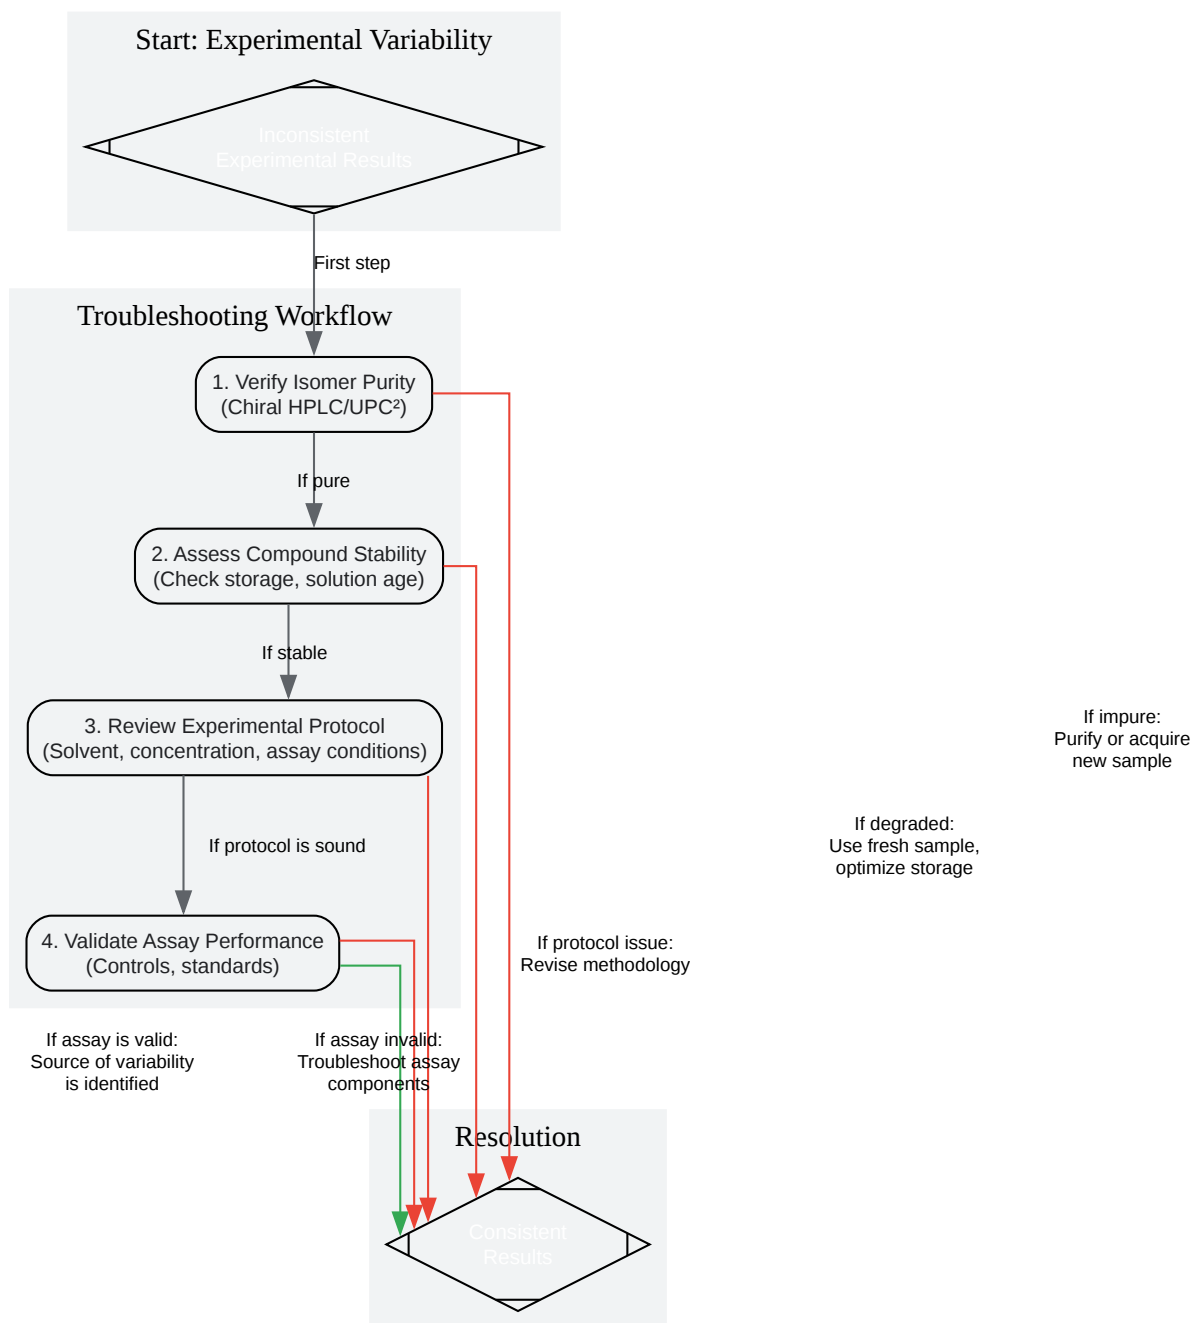 Start: Experimental Variability
Inconsistent
Experimental Results
First step
Troubleshooting Workflow
1. Verify Isomer Purity
(Chiral HPLC/UPC²)
If pure
2. Assess Compound Stability
(Check storage, solution age)
If stable
3. Review Experimental Protocol
(Solvent, concentration, assay conditions)
If impure:
Purify or acquire
new sample
If degraded:
Use fresh sample,
optimize storage
If protocol is sound
4. Validate Assay Performance
(Controls, standards)
If protocol issue:
Revise methodology
If assay is valid:
Source of variability
is identified
If assay invalid:
Troubleshoot assay
components
Resolution
Consistent
Results